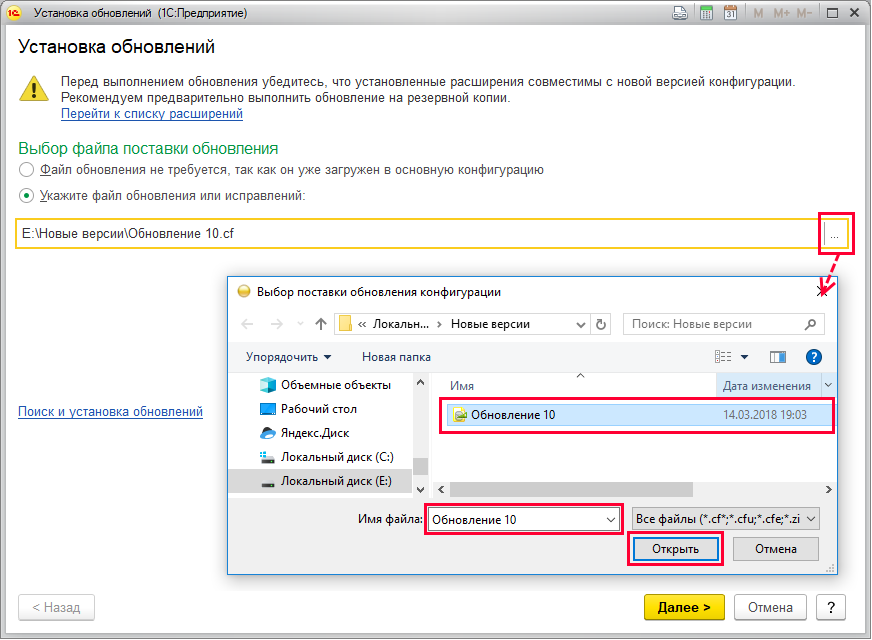 Установка обновлений (1С:Предприятие)
31 M M+ M-
Установка обновлений
Перед выполнением обновления убедитесь, что установленные расширения совместимы с новой версией конфигурации.
Рекомендуем предварительно выполнить обновление на резервной копии.
Перейти к списку расширений
Выбор файла поставки обновления
Файл обновления не требуется, так как он уже загружен в основную конфигурацию
Укажите файл обновления или исправлений:
E:\Новые версии\Обновление 10.cf
...
Выбор поставки обновления конфигурации
« Локальн... › Новые версии
Поиск: Новые версии
Упорядочить
Новая папка
?
Объемные объекты
Рабочий стол
Яндекс.Диск
Локальный диск (C:)
Локальный диск (E:)
Имя
Дата изменения
Обновление 10
14.03.2018 19:03
Имя файла:
Обновление 10
Все файлы (*.cf*;*.cfu;*.cfe;*.zi
Открыть
Отмена
Поиск и установка обновлений
< Назад
Далее >
Отмена
?